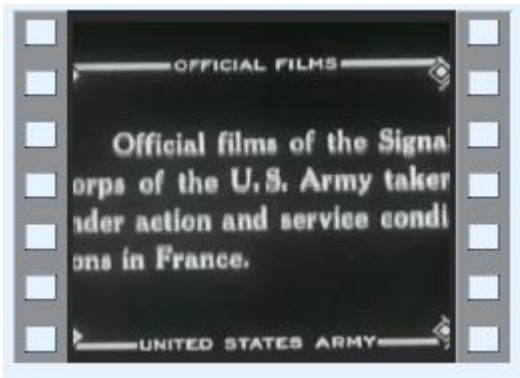 OFFICIAL FILMS
Official films of the Signa
orps of the U.S. Army taken
nder action and service condi
ons in France.
UNITED STATES ARMY